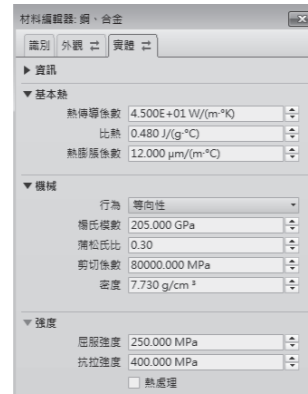 材料編輯器: 鋼、合金
識別 外觀 實體
資訊
基本熱
熱傳導係數 4.500E+01 W/(m·°K)
比熱 0.480 J/(g·°C)
熱膨脹係數 12.000 μm/(m·°C)
機械
行為 等向性
楊氏模數 205.000 GPa
蒲松氏比 0.30
剪切係數 80000.000 MPa
密度 7.730 g/cm³
強度
屈服強度 250.000 MPa
抗拉強度 400.000 MPa
熱處理